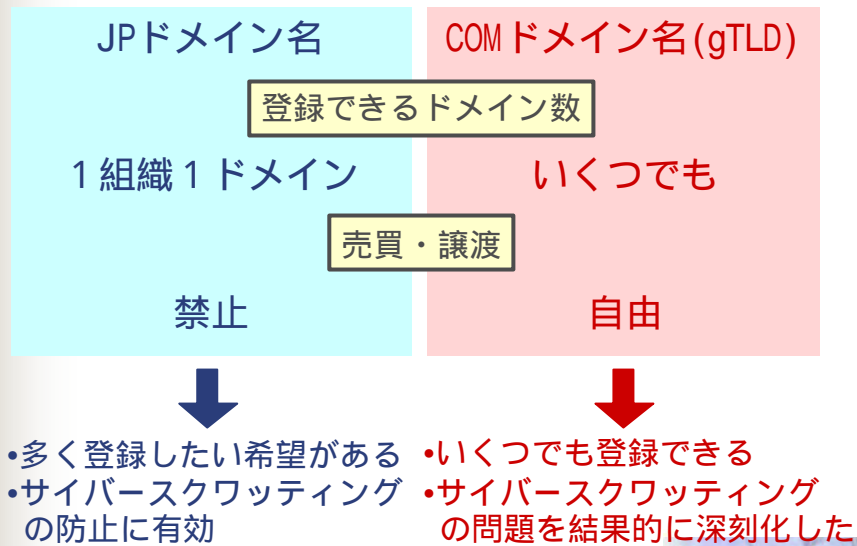 JPドメイン名
COMドメイン名(gTLD)
登録できるドメイン数
1組織1ドメイン
いくつでも
売買・譲渡
禁止
自由
•多く登録したい希望がある
•サイバースクワッティング
の防止に有効
•いくつでも登録できる
•サイバースクワッティング
の問題を結果的に深刻化した